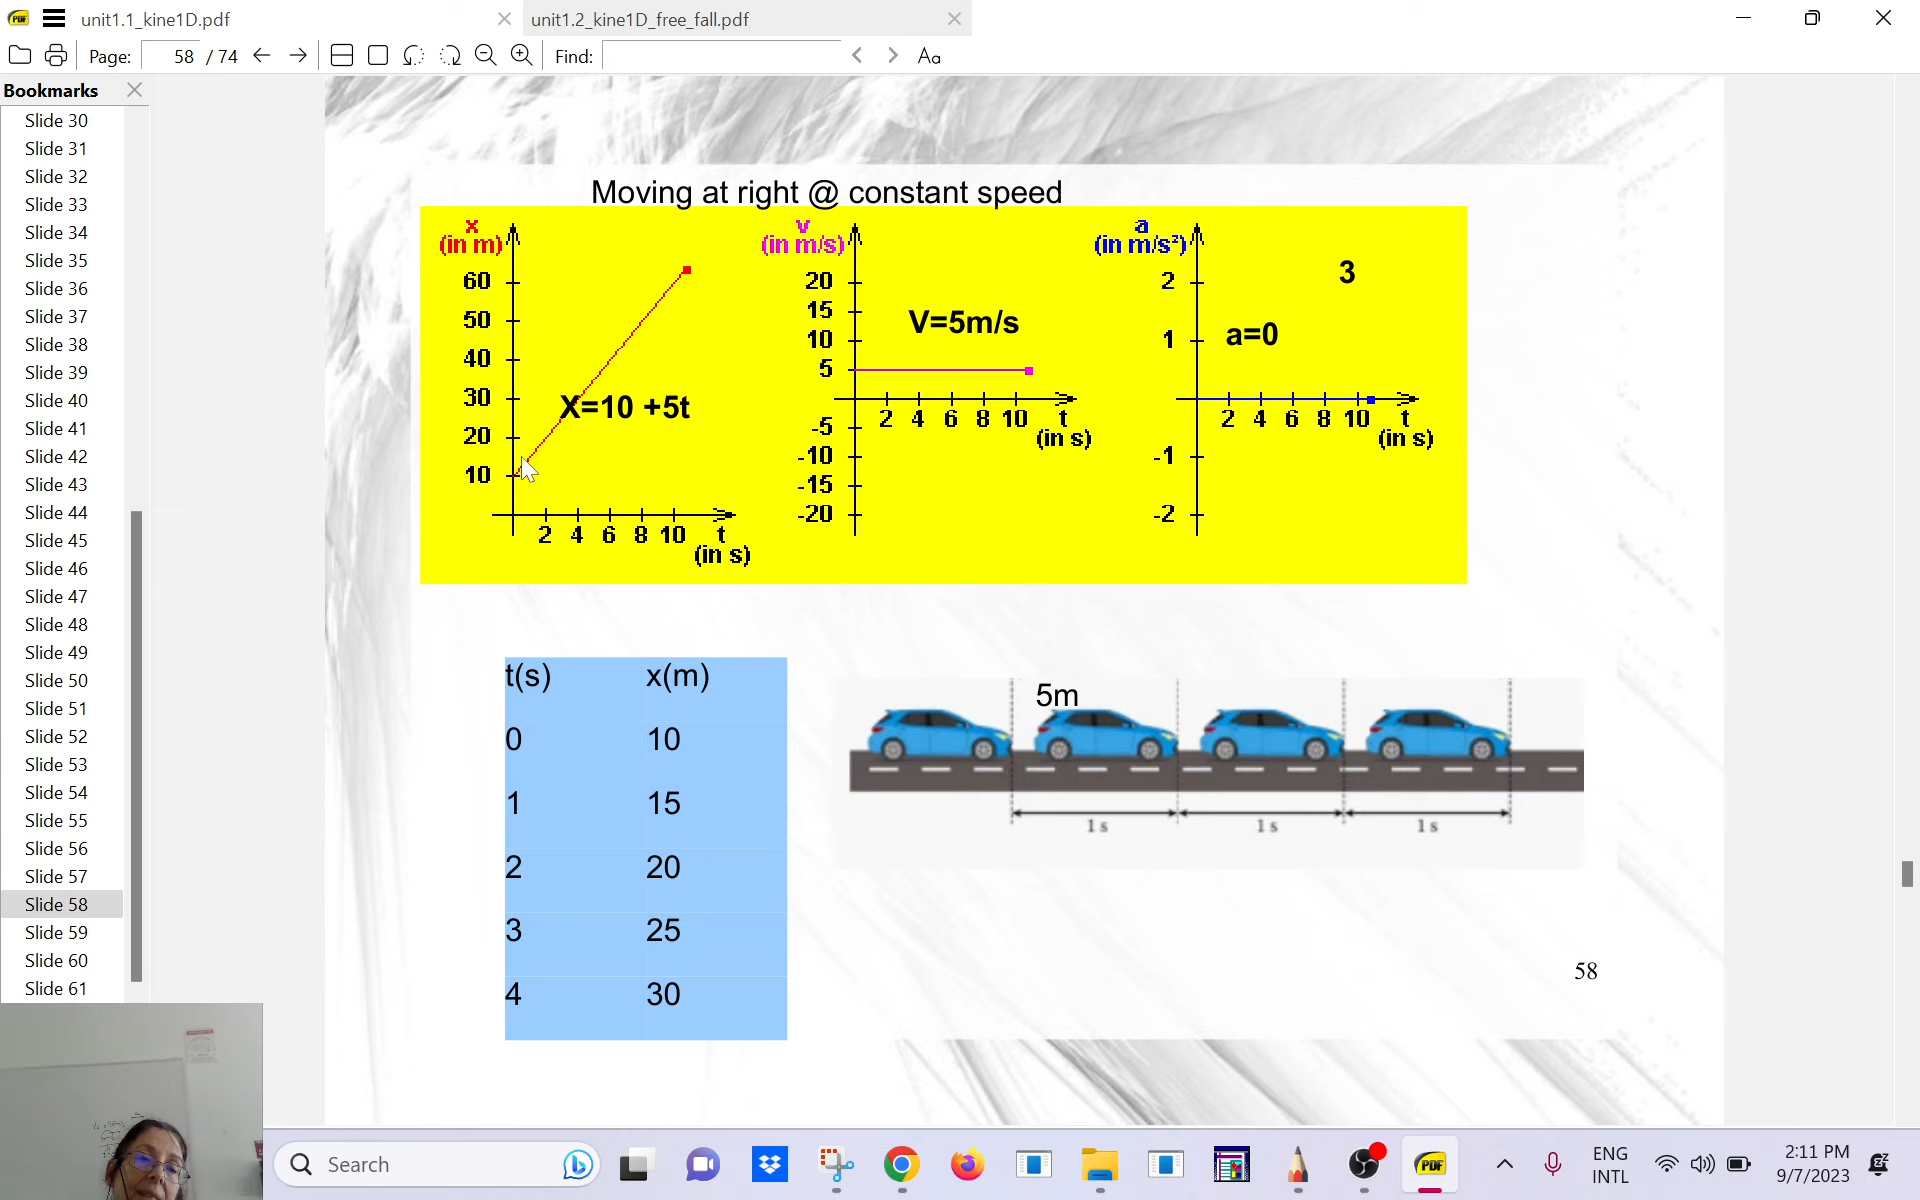 unit1.1_kine1D.pdf
unit1.2_kine1D_free_fall.pdf
Page: 58 / 74
Find:
Aa
Bookmarks
Slide 30
Slide 31
Slide 32
Slide 33
Slide 34
Slide 35
Slide 36
Slide 37
Slide 38
Slide 39
Slide 40
Slide 41
Slide 42
Slide 43
Slide 44
Slide 45
Slide 46
Slide 47
Slide 48
Slide 49
Slide 50
Slide 51
Slide 52
Slide 53
Slide 54
Slide 55
Slide 56
Slide 57
Slide 58
Slide 59
Slide 60
Slide 61
Moving at right @ constant speed
x
(in m)
60
50
40
30
20
10
X=10 +5t
2 4 6 8 10 t
(in s)
v
(in m/s)
20
15
10
5
-5
-10
-15
-20
V=5m/s
2 4 6 8 10 t
(in s)
a
(in m/s²)
2
1
-1
-2
3
a=0
2 4 6 8 10 t
(in s)
t(s) x(m)
0 10
1 15
2 20
3 25
4 30
5m
1 s 1 s 1 s
58
Search
PDF
ENG
INTL
2:11 PM
9/7/2023